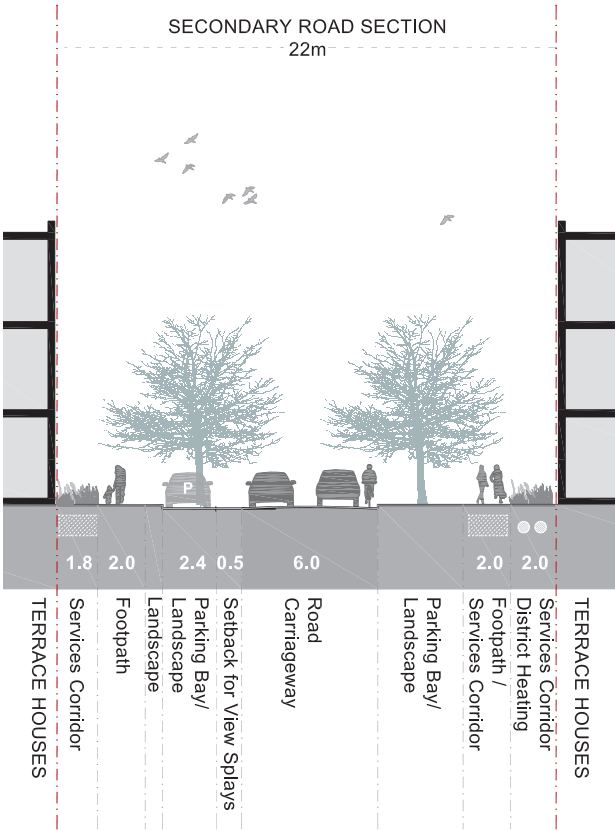 SECONDARY ROAD SECTION
22m
P
1.8 2.0 2.4 0.5 6.0 2.0 2.0
TERRACE HOUSES
Services Corridor
Footpath
Landscape
Parking Bay/
Landscape
Setback for View Splays
Road
Carriageway
Parking Bay/
Landscape
Footpath /
Services Corridor
Services Corridor
District Heating
TERRACE HOUSES